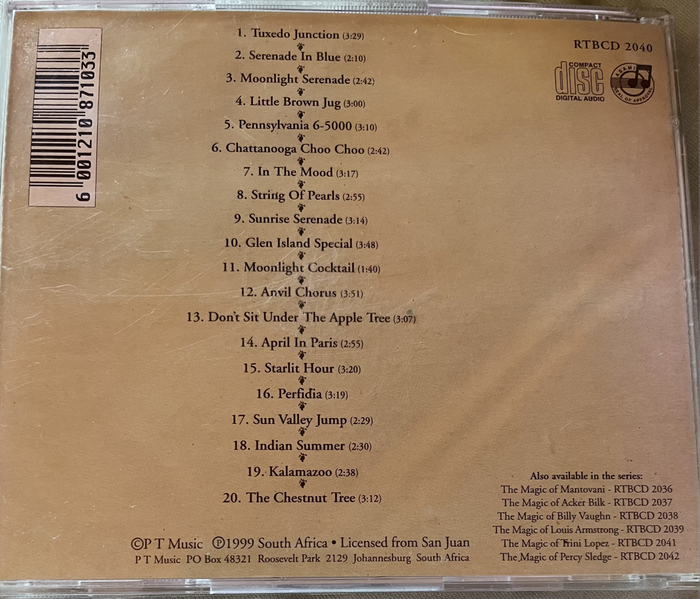 1. Tuxedo Junction (3:29)
2. Serenade In Blue (2:10)
3. Moonlight Serenade (2:42)
4. Little Brown Jug (3:00)
5. Pennsylvania 6-5000 (3:10)
6. Chattanooga Choo Choo (2:42)
7. In The Mood (3:17)
8. String Of Pearls (2:55)
9. Sunrise Serenade (3:14)
10. Glen Island Special (3:48)
11. Moonlight Cocktail (1:40)
12. Anvil Chorus (3:51)
13. Don't Sit Under The Apple Tree (3:07)
14. April In Paris (2:55)
15. Starlit Hour (3:20)
16. Perfidia (3:19)
17. Sun Valley Jump (2:29)
18. Indian Summer (2:30)
19. Kalamazoo (2:38)
20. The Chestnut Tree (3:12)
6 001210 871033
RTBCD 2040
COMPACT
disc
DIGITAL AUDIO
Also available in the series:
The Magic of Mantovani - RTBCD 2036
The Magic of Acker Bilk - RTBCD 2037
The Magic of Billy Vaughn - RTBCD 2038
The Magic of Louis Armstrong - RTBCD 2039
The Magic of Trini Lopez - RTBCD 2041
The Magic of Percy Sledge - RTBCD 2042
©P T Music ℗1999 South Africa • Licensed from San Juan
P T Music PO Box 48321 Roosevelt Park 2129 Johannesburg South Africa